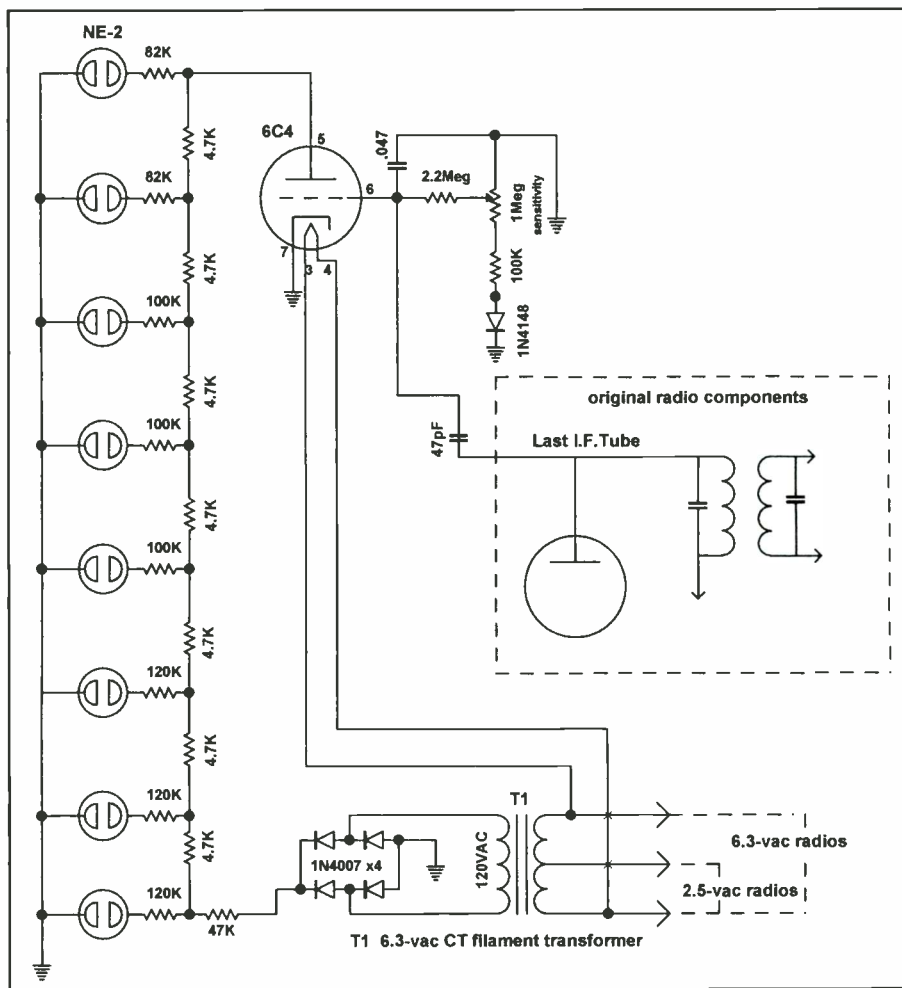 NE-2
82K
4.7K
82K
4.7K
100K
4.7K
100K
4.7K
100K
4.7K
120K
4.7K
120K
4.7K
120K
47K
6C4
5
6
7
3
4
.047
2.2Meg
1Meg
sensitivity
100K
1N4148
47pF
original radio components
Last I.F.Tube
T1
120VAC
1N4007 x4
6.3-vac radios
2.5-vac radios
T1 6.3-vac CT filament transformer